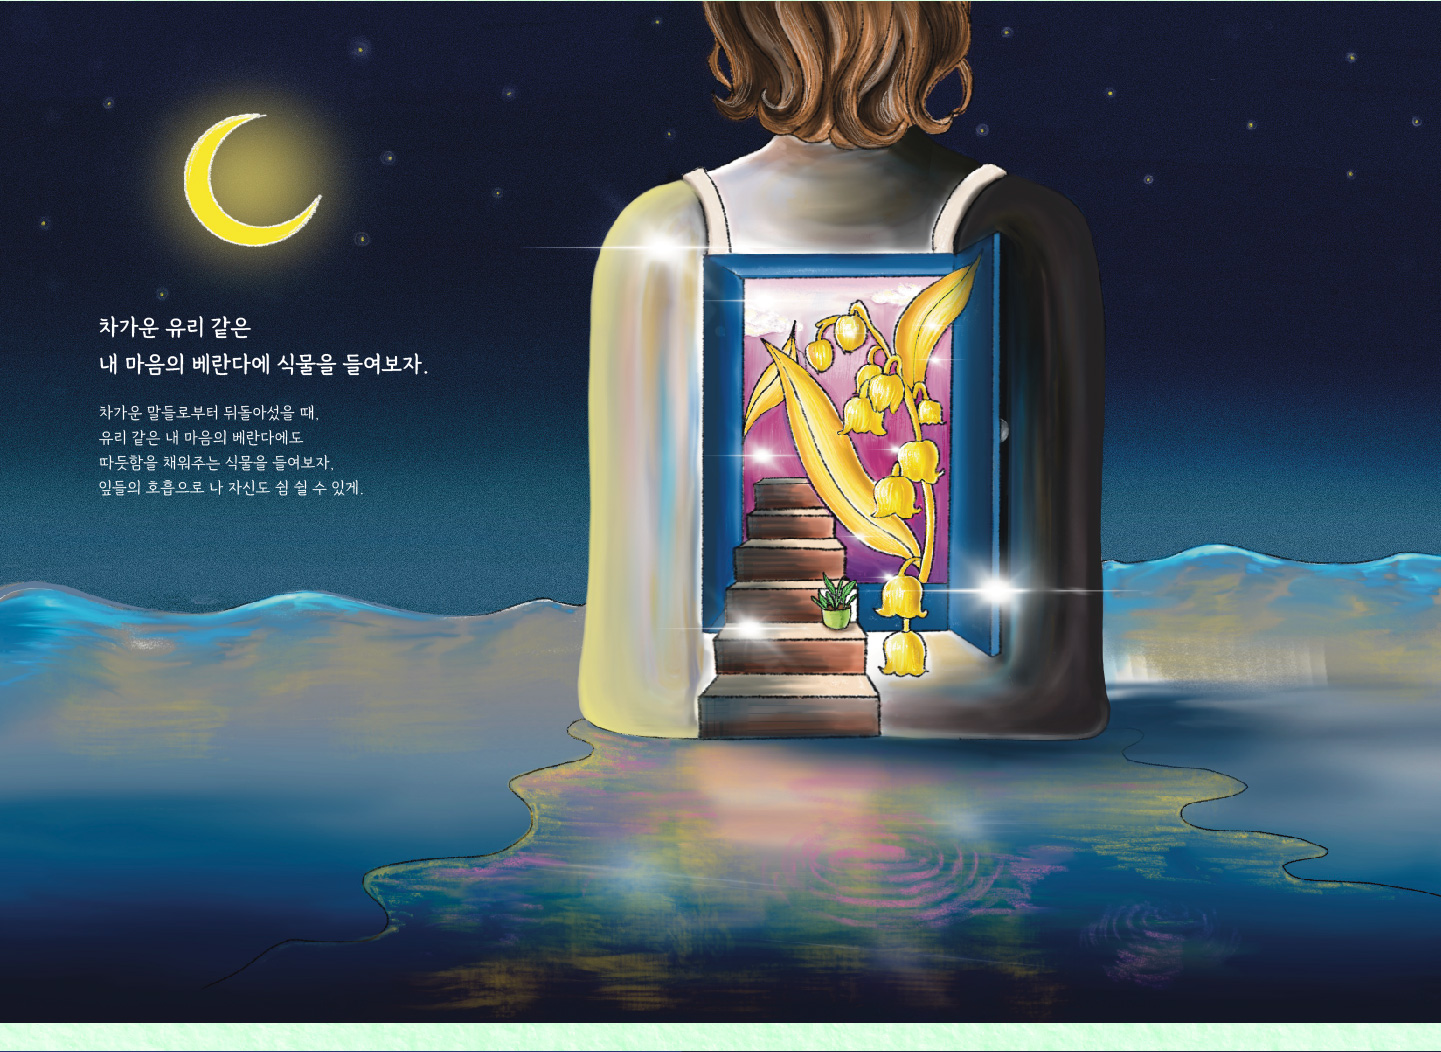 차가운 유리 같은
내 마음의 베란다에 식물을 들여보자.
차가운 말들로부터 뒤돌아섰을 때,
유리 같은 내 마음의 베란다에도
따듯함을 채워주는 식물을 들여보자,
잎들의 호흡으로 나 자신도 쉼 쉴 수 있게.